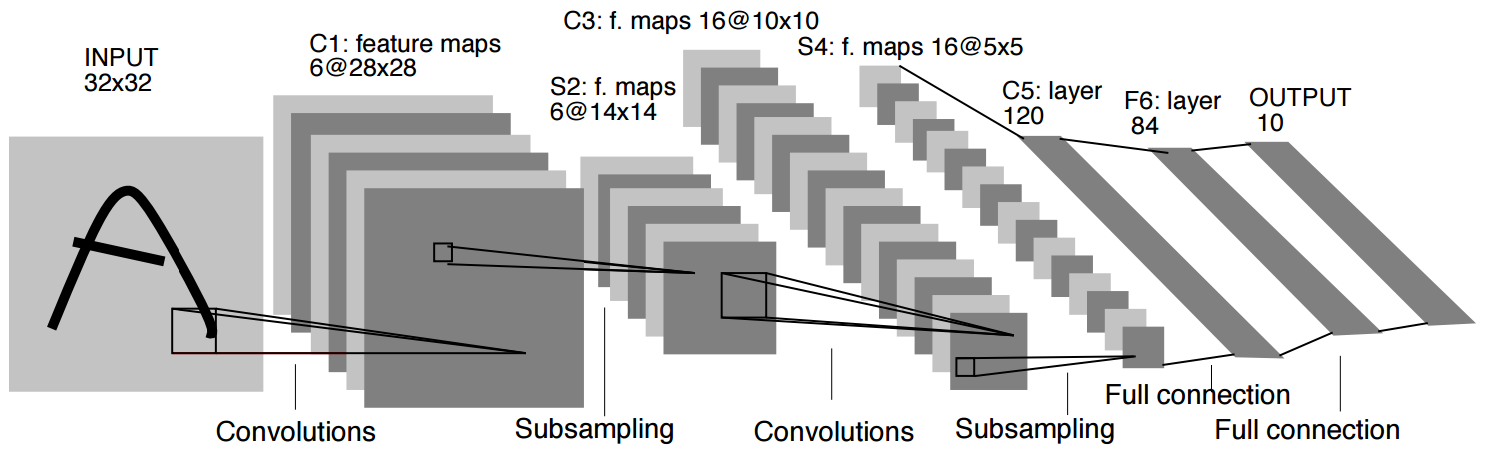 INPUT
32x32
C1: feature maps
6@28x28
S2: f. maps
6@14x14
C3: f. maps 16@10x10
S4: f. maps 16@5x5
C5: layer
120
F6: layer
84
OUTPUT
10
Convolutions
Subsampling
Convolutions
Subsampling
Full connection
Full connection